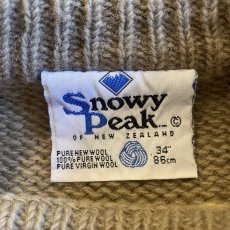 Snowy
Peak ©
OF NEW ZEALAND
PURE NEW WOOL 34"
100% PURE WOOL 86cm
PURE VIRGIN WOOL